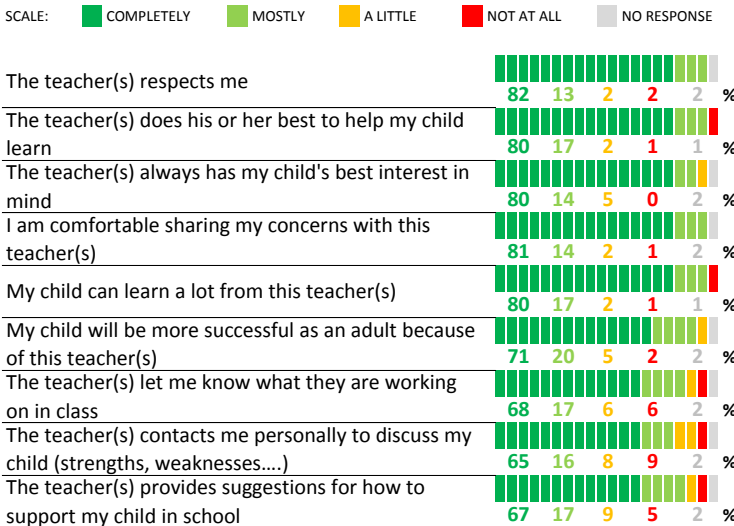 SCALE: COMPLETELY MOSTLY A LITTLE NOT AT ALL NO RESPONSE
The teacher(s) respects me
82 13 2 2 2 %
The teacher(s) does his or her best to help my child
learn
80 17 2 1 1 %
The teacher(s) always has my child's best interest in
mind
80 14 5 0 2 %
I am comfortable sharing my concerns with this
teacher(s)
81 14 2 1 2 %
My child can learn a lot from this teacher(s)
80 17 2 1 1 %
My child will be more successful as an adult because
of this teacher(s)
71 20 5 2 2 %
The teacher(s) let me know what they are working
on in class
68 17 6 6 2 %
The teacher(s) contacts me personally to discuss my
child (strengths, weaknesses....)
65 16 8 9 2 %
The teacher(s) provides suggestions for how to
support my child in school
67 17 9 5 2 %